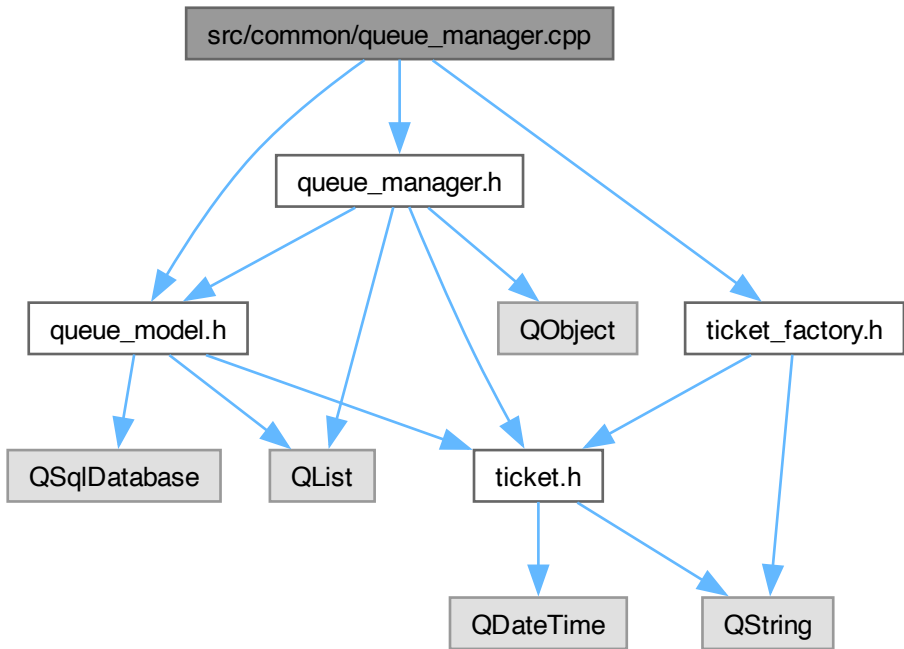 src/common/queue_manager.cpp
queue_manager.h
queue_model.h
QObject
ticket_factory.h
QSqlDatabase
QList
ticket.h
QDateTime
QString